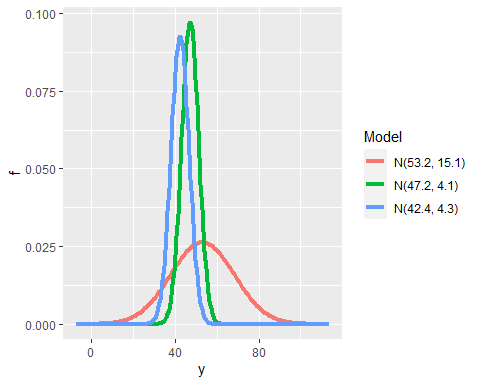 0.100
0.075
0.050
0.025
0.000
f
0
40
80
y
Model
N(53.2, 15.1)
N(47.2, 4.1)
N(42.4, 4.3)